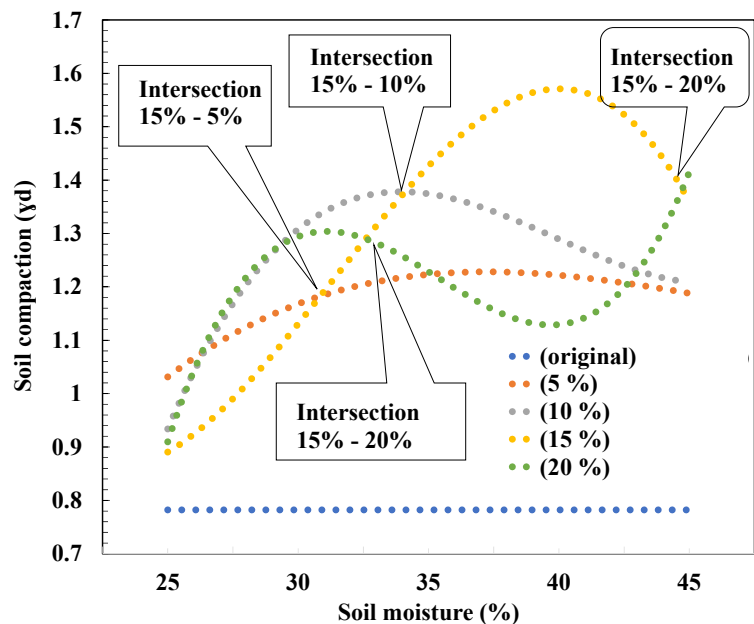 1.7
1.6
1.5
1.4
1.3
1.2
1.1
1
0.9
0.8
0.7
Soil compaction (ɣd)
Intersection
15% - 5%
Intersection
15% - 10%
Intersection
15% - 20%
Intersection
15% - 20%
(original)
(5 %)
(10 %)
(15 %)
(20 %)
25
30
35
40
45
Soil moisture (%)